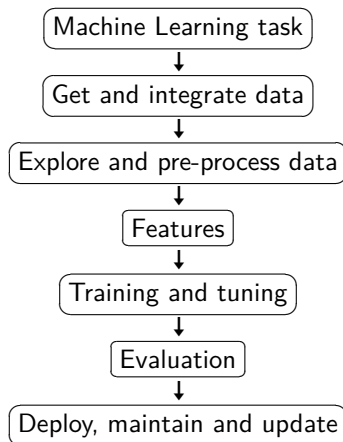 Machine Learning task
Get and integrate data
Explore and pre-process data
Features
Training and tuning
Evaluation
Deploy, maintain and update